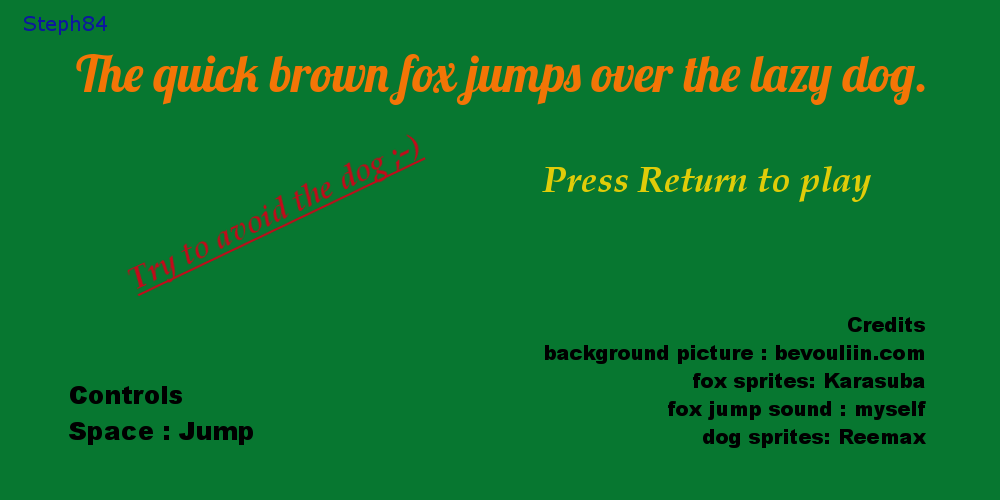 Steph84
The quick brown fox jumps over the lazy dog.
Try to avoid the dog ;-)
Press Return to play
Controls
Space : Jump
Credits
background picture : bevouliin.com
fox sprites: Karasuba
fox jump sound : myself
dog sprites: Reemax